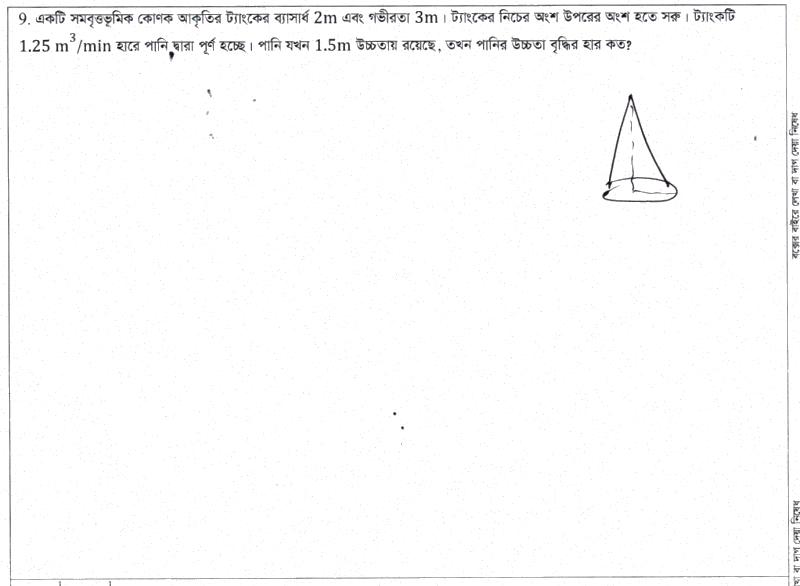 9. একটি সমবৃত্তভূমিক কোণক আকৃতির ট্যাংকের ব্যাসার্ধ 2m এবং গভীরতা 3m। ট্যাংকের নিচের অংশ উপরের অংশ হতে সরু। ট্যাংকটি
1.25 m³/min হারে পানি দ্বারা পূর্ণ হচ্ছে। পানি যখন 1.5m উচ্চতায় রয়েছে, তখন পানির উচ্চতা বৃদ্ধির হার কত?
বক্সের বাইরে লেখা বা দাগ দেয়া নিষেধ
বা দাগ দেয়া নিষেধ